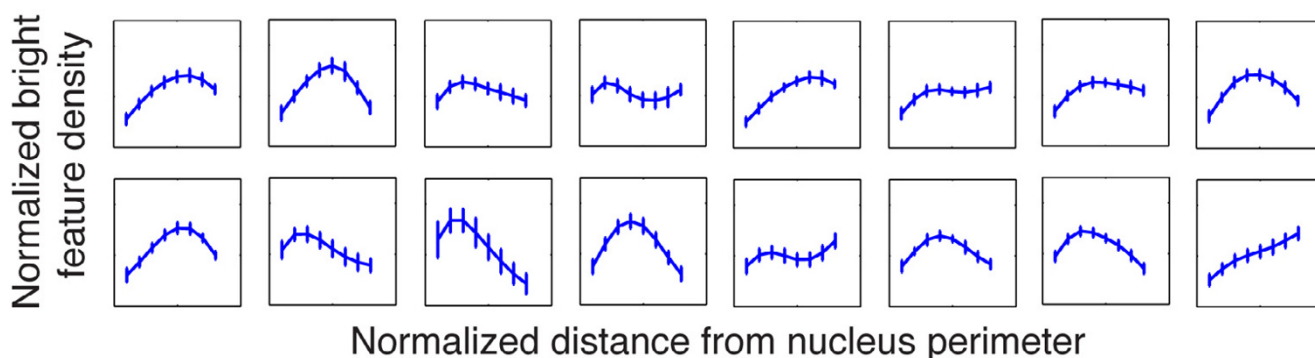 Normalized bright
feature density
Normalized distance from nucleus perimeter